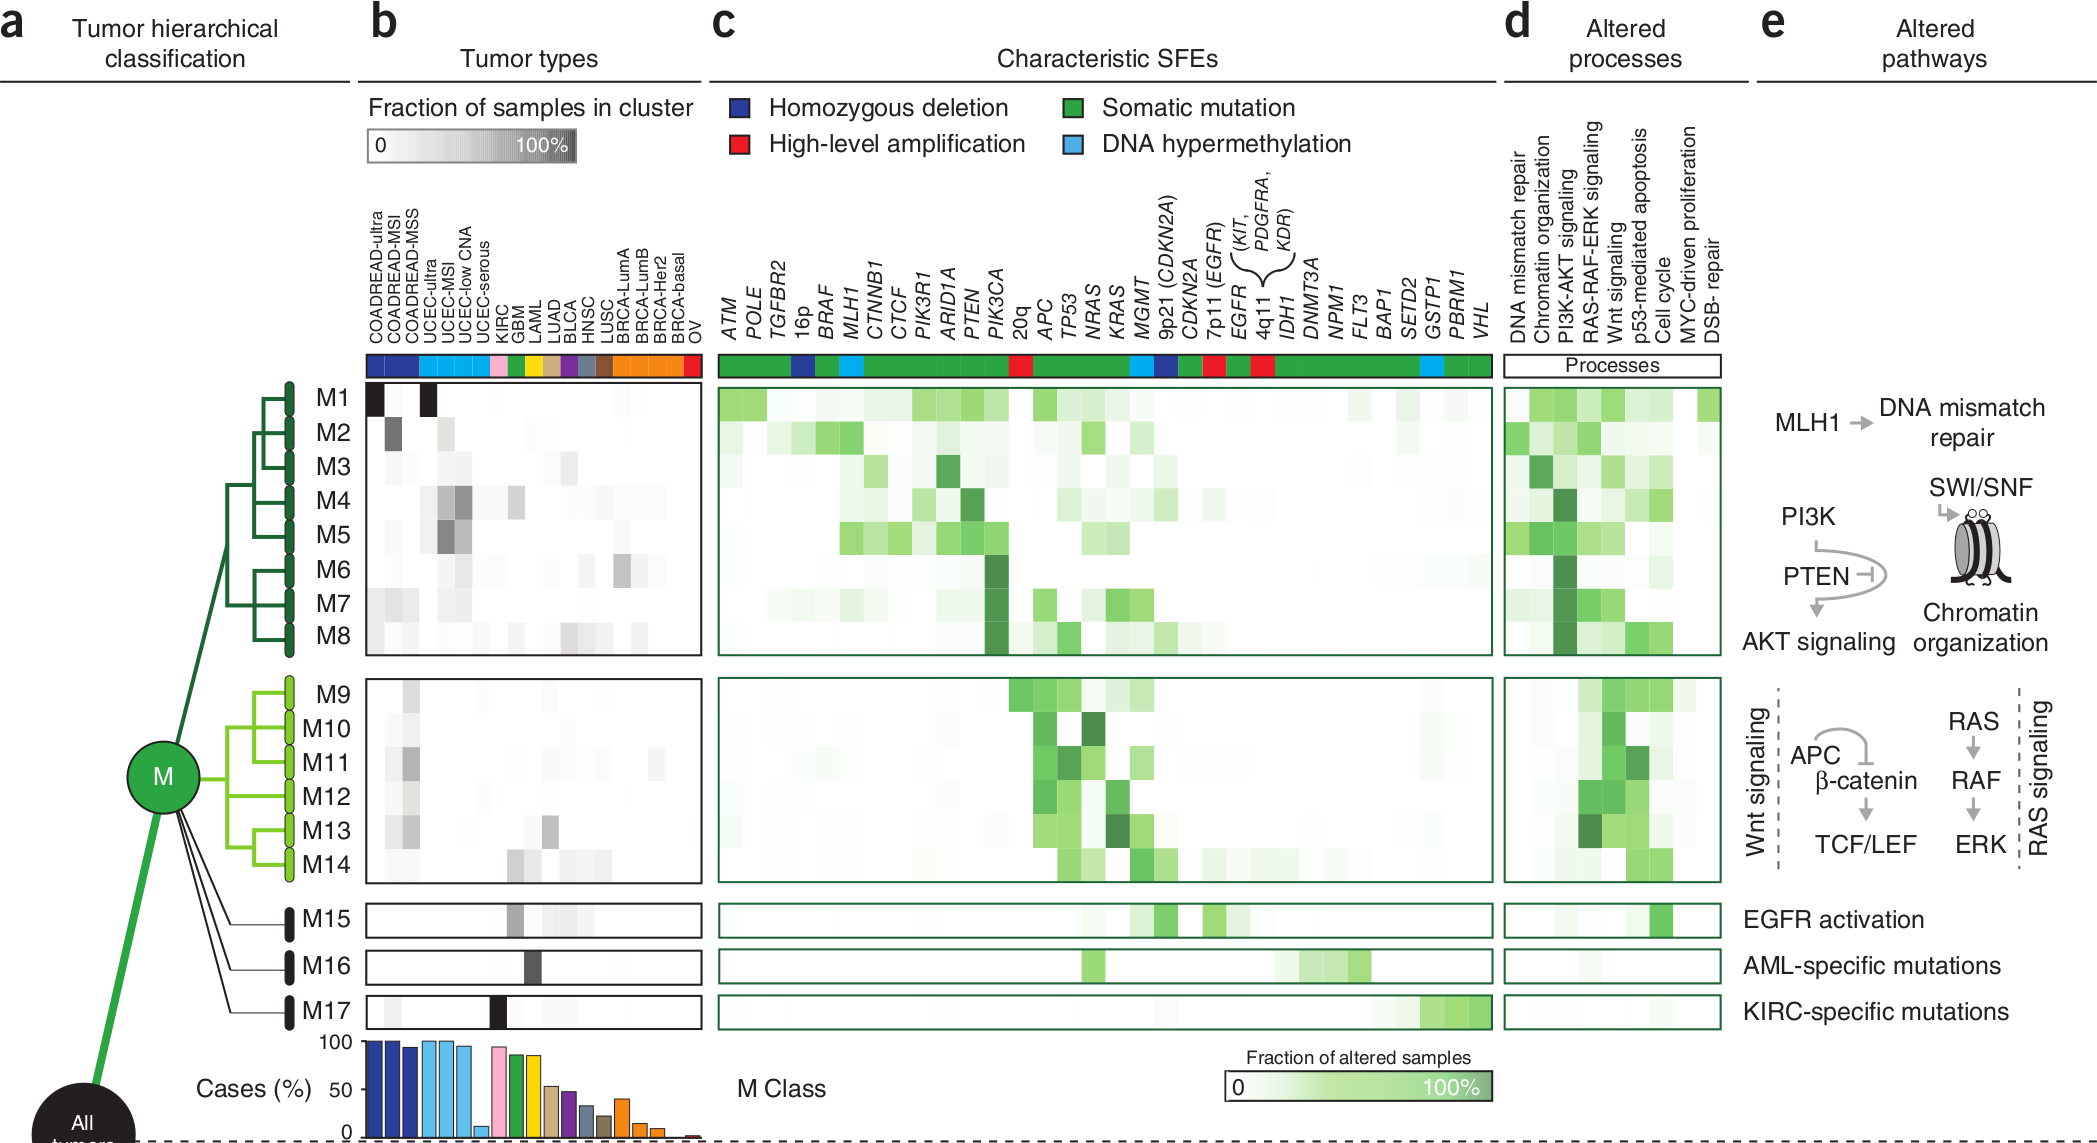 a
Tumor hierarchical
classification
b
Tumor types
c
Characteristic SFEs
d
Altered
processes
e
Altered
pathways
Fraction of samples in cluster
0
100%
Homozygous deletion
High-level amplification
Somatic mutation
DNA hypermethylation
COADREAD-ultra
COADREAD-MSI
COADREAD-MSS
UCEC-ultra
UCEC-MSI
UCEC-low CNA
UCEC-serous
KIRC
GBM
LAML
LUAD
BLCA
HNSC
LUSC
BRCA-LumA
BRCA-LumB
BRCA-Her2
BRCA-basal
OV
ATM
POLE
TGFBR2
16p
BRAF
MLH1
CTNNB1
CTCF
PIK3R1
ARID1A
PTEN
PIK3CA
20q
APC
TP53
NRAS
KRAS
MGMT
9p21 (CDKN2A)
CDKN2A
7p11 (EGFR)
EGFR
4q11
(KIT,
PDGFRA,
KDR)
IDH1
DNMT3A
NPM1
FLT3
BAP1
SETD2
GSTP1
PBRM1
VHL
DNA mismatch repair
Chromatin organization
PI3K-AKT signaling
RAS-RAF-ERK signaling
Wnt signaling
p53-mediated apoptosis
Cell cycle
MYC-driven proliferation
DSB- repair
Processes
M1
M2
M3
M4
M5
M6
M7
M8
M9
M10
M11
M12
M13
M14
M15
M16
M17
M
All
MLH1
DNA mismatch
repair
SWI/SNF
PI3K
PTEN
AKT signaling
Chromatin
organization
Wnt signaling
APC
β-catenin
TCF/LEF
RAS
RAF
ERK
RAS signaling
EGFR activation
AML-specific mutations
KIRC-specific mutations
Cases (%)
100
50
0
M Class
Fraction of altered samples
0
100%